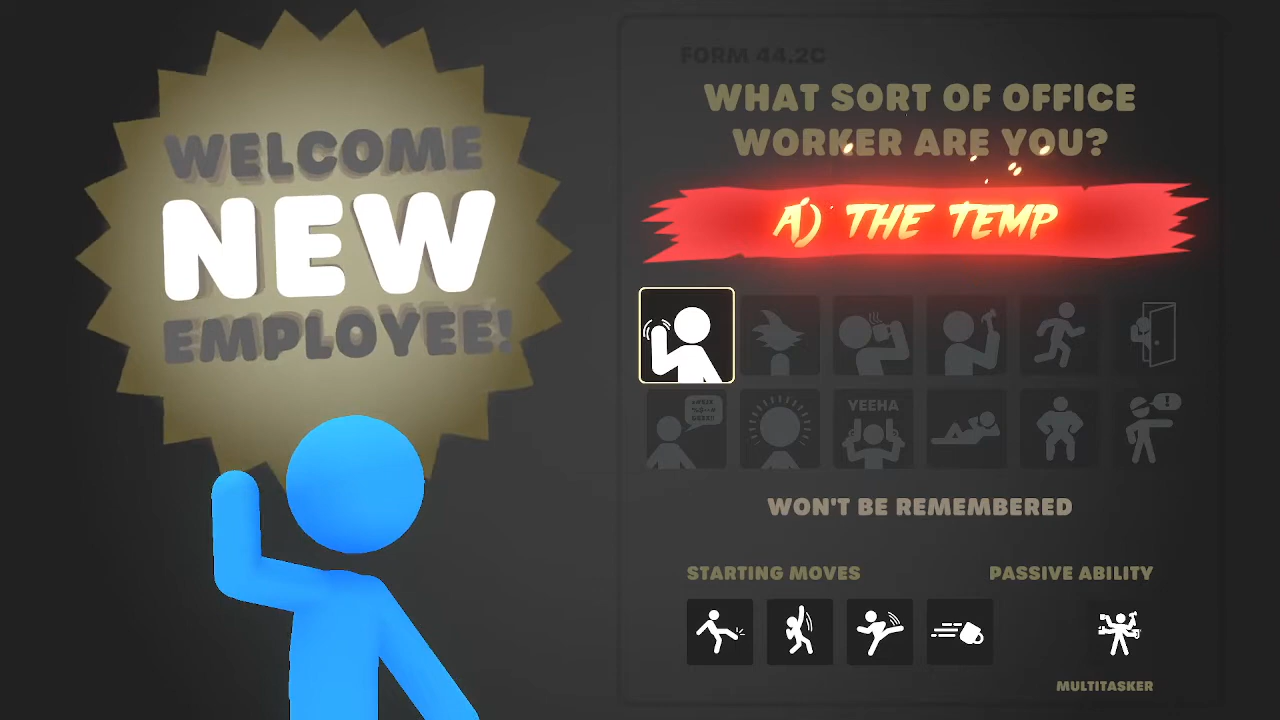 WELCOME
NEW
EMPLOYEE!
FORM 44.2C
WHAT SORT OF OFFICE
WORKER ARE YOU?
A) THE TEMP
YEEHA
WON'T BE REMEMBERED
STARTING MOVES
PASSIVE ABILITY
MULTITASKER